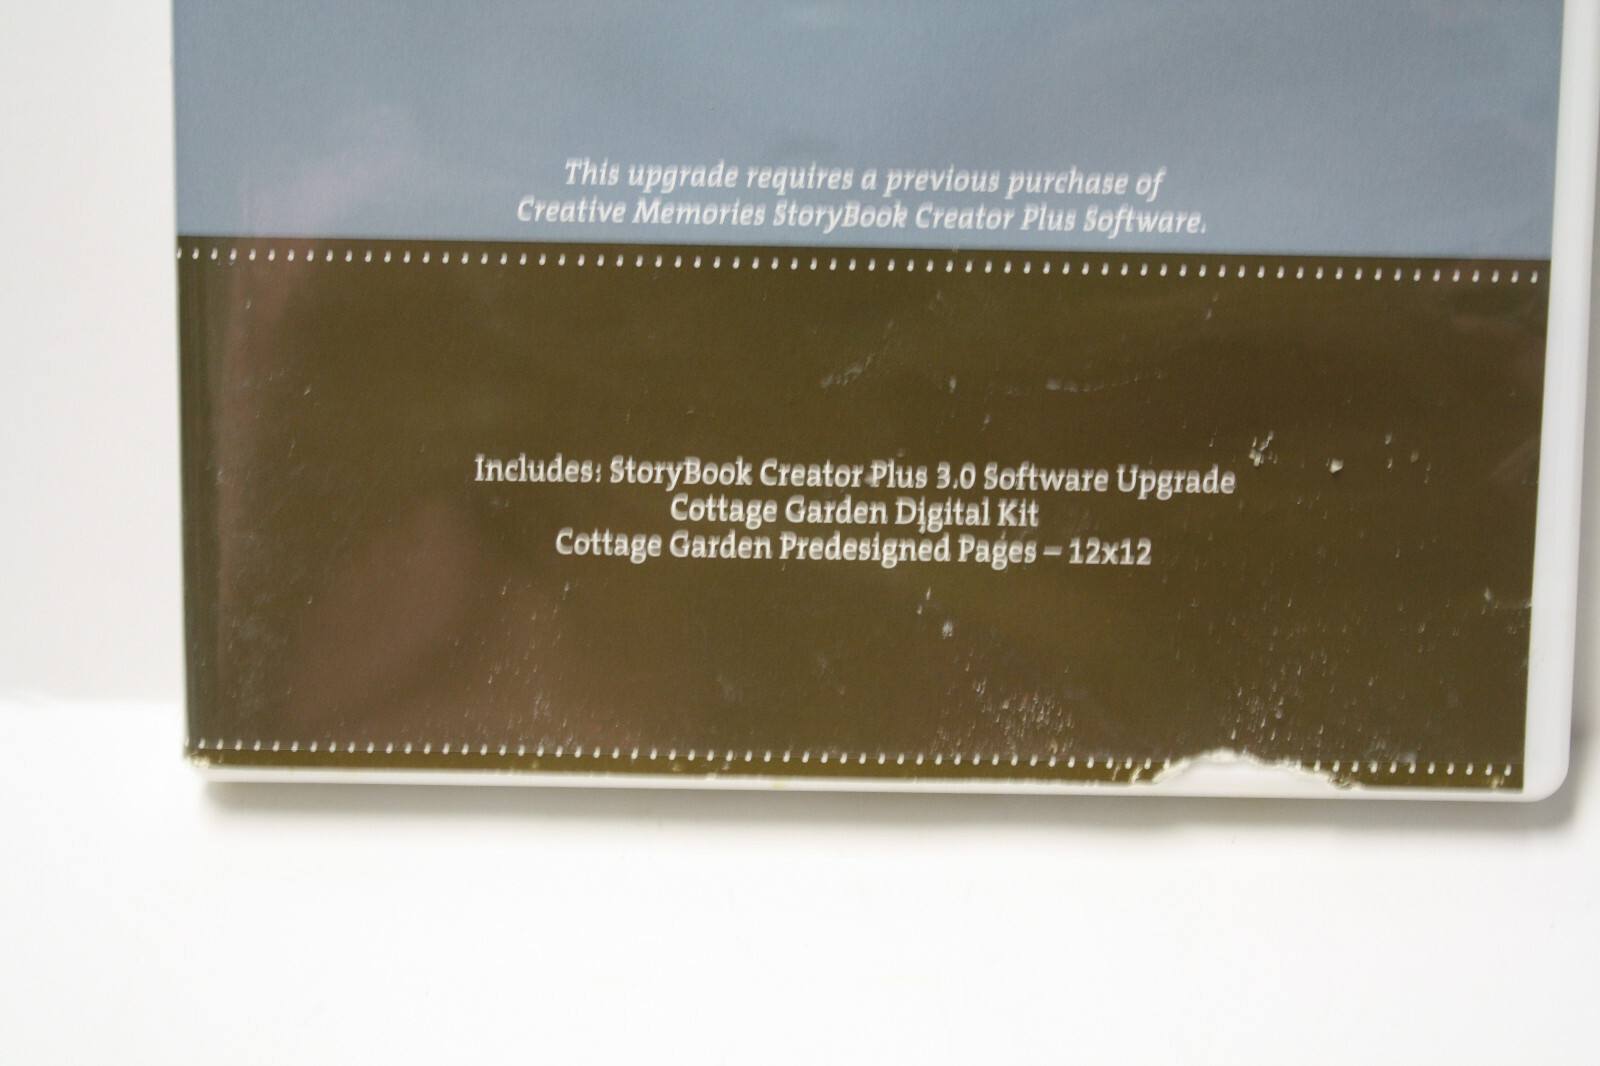 This upgrade requires a previous purchase of
Creative Memories StoryBook Creator Plus Software.
Includes: StoryBook Creator Plus 3.0 Software Upgrade
Cottage Garden Digital Kit
Cottage Garden Predesigned Pages – 12x12